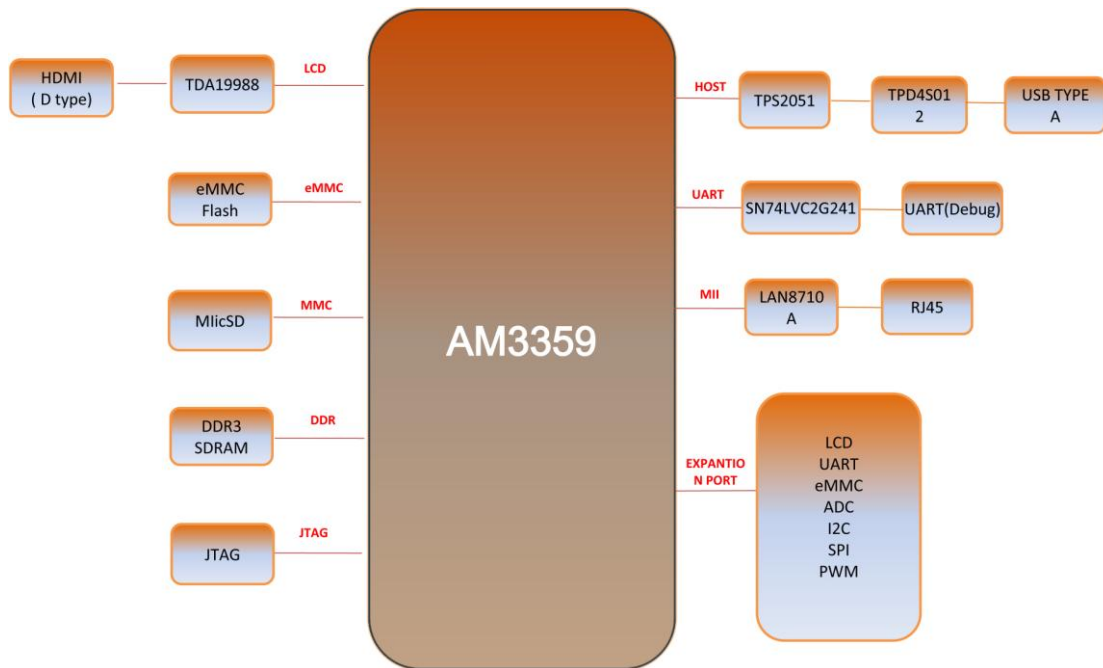 HDMI
( D type)
TDA19988
LCD
eMMC
Flash
eMMC
MlicSD
MMC
DDR3
SDRAM
DDR
JTAG
JTAG
AM3359
HOST
TPS2051
TPD4S01
2
USB TYPE
A
UART
SN74LVC2G241
UART(Debug)
MII
LAN8710
A
RJ45
EXPANTIO
N PORT
LCD
UART
eMMC
ADC
I2C
SPI
PWM